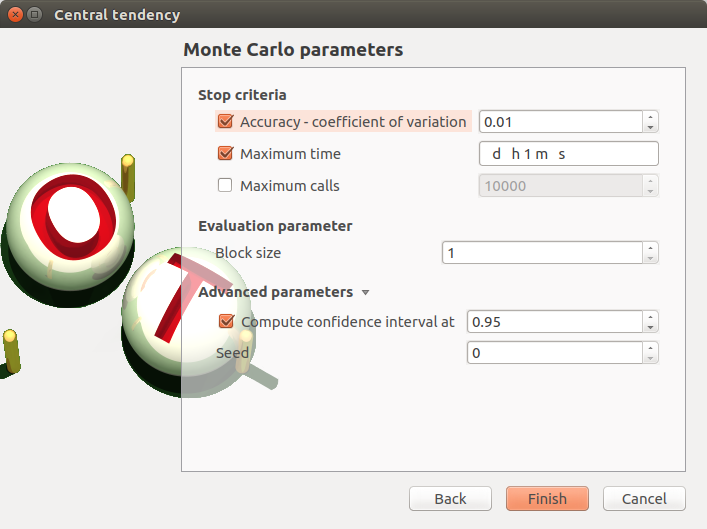 Central tendency
Monte Carlo parameters
Stop criteria
Accuracy - coefficient of variation 0.01
Maximum time d h 1 m s
Maximum calls 10000
Evaluation parameter
Block size 1
Advanced parameters
Compute confidence interval at 0.95
Seed 0
Back Finish Cancel